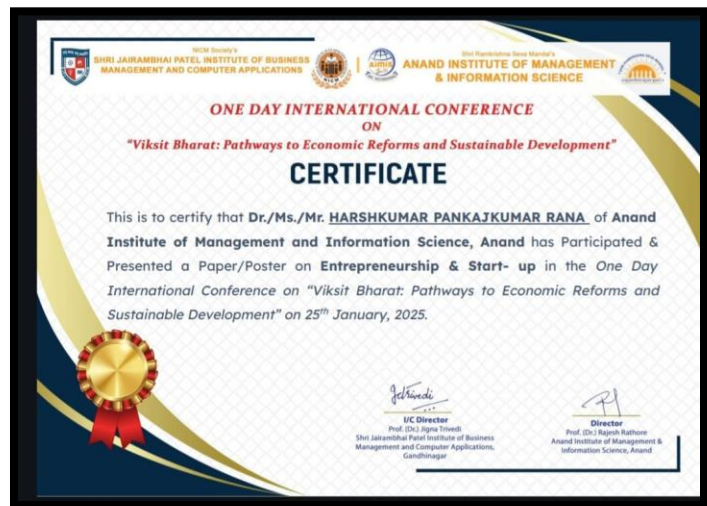 NICM Society's
SHRI JAIRAMBHAI PATEL INSTITUTE OF BUSINESS
MANAGEMENT AND COMPUTER APPLICATIONS
NICM
AIMIS
Shri Ramkrishna Seva Mandal's
ANAND INSTITUTE OF MANAGEMENT
& INFORMATION SCIENCE
ONE DAY INTERNATIONAL CONFERENCE
ON
“Viksit Bharat: Pathways to Economic Reforms and Sustainable Development”
CERTIFICATE
This is to certify that Dr./Ms./Mr. HARSHKUMAR PANKAJKUMAR RANA of Anand
Institute of Management and Information Science, Anand has Participated &
Presented a Paper/Poster on Entrepreneurship & Start- up in the One Day
International Conference on “Viksit Bharat: Pathways to Economic Reforms and
Sustainable Development” on 25th January, 2025.
I/C Director
Prof. (Dr.) Jigna Trivedi
Shri Jairambhai Patel Institute of Business
Management and Computer Applications,
Gandhinagar
Director
Prof. (Dr.) Rajesh Rathore
Anand Institute of Management &
Information Science, Anand